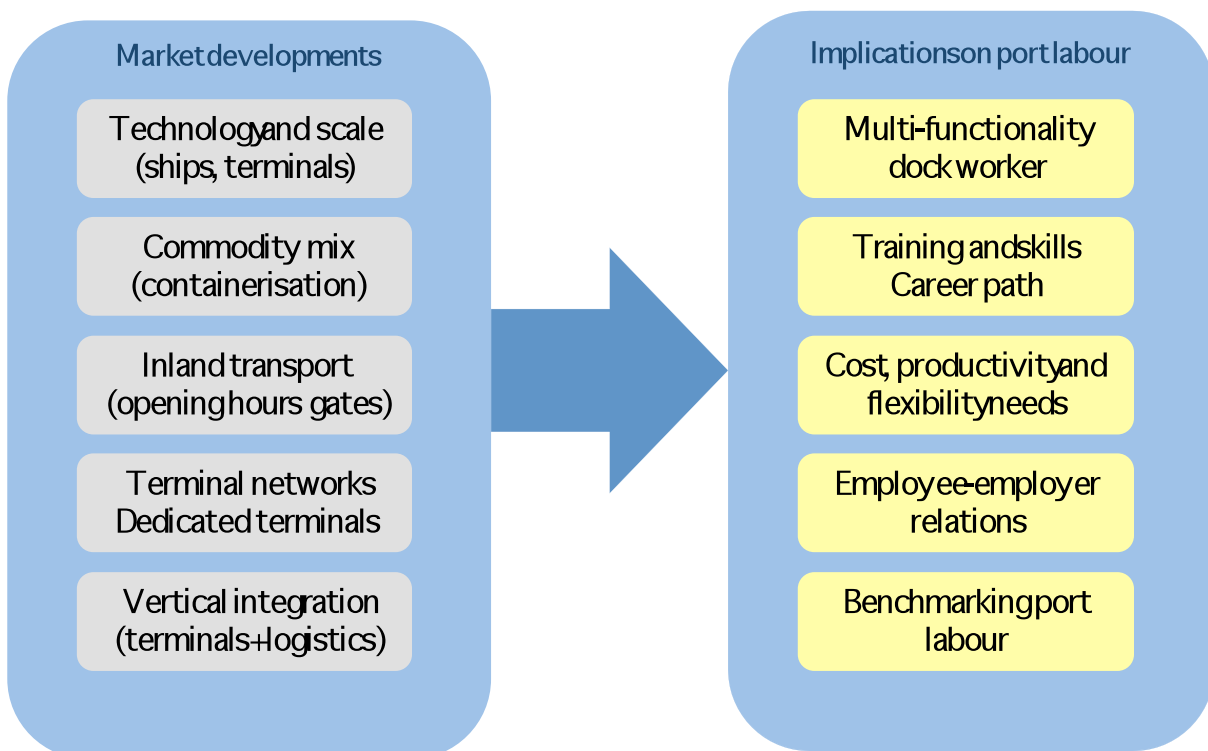 Market developments
Technology and scale
(ships, terminals)
Commodity mix
(containerisation)
Inland transport
(opening hours gates)
Terminal networks
Dedicated terminals
Vertical integration
(terminals+logistics)
Implications on port labour
Multi-functionality
dock worker
Training and skills
Career path
Cost, productivity and
flexibility needs
Employee-employer
relations
Benchmarking port
labour